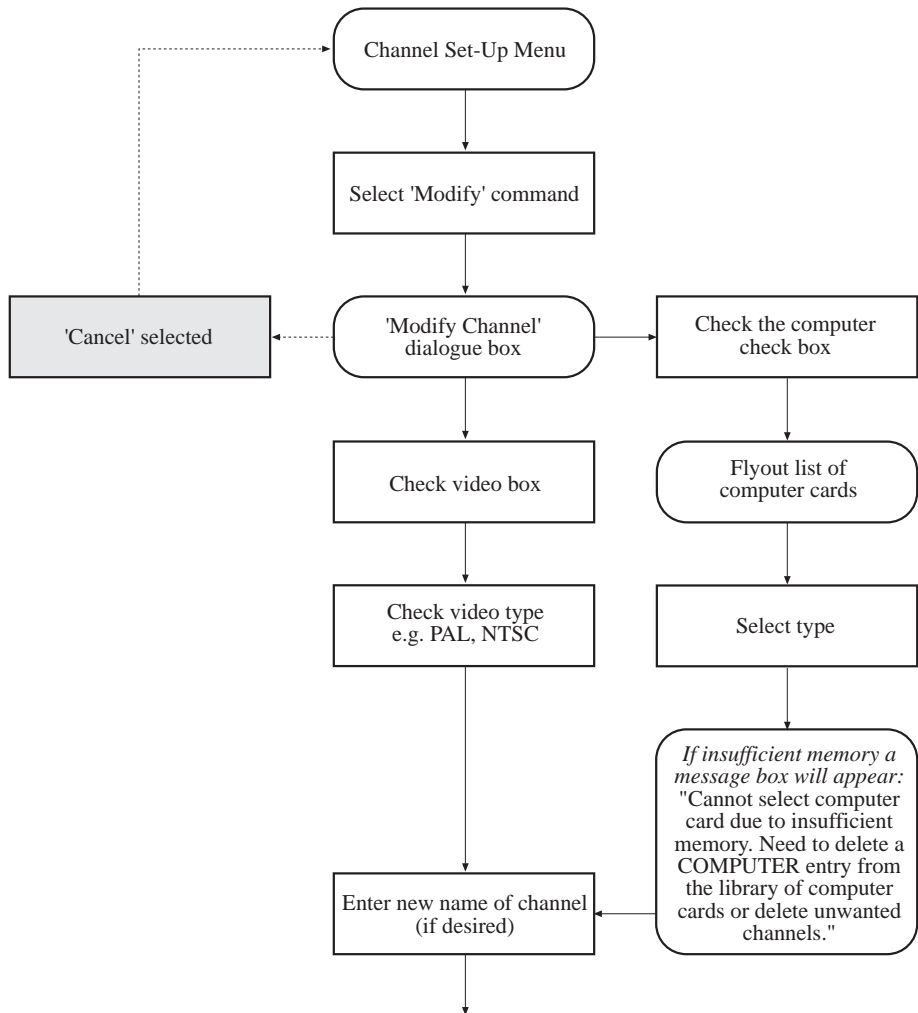 Channel Set-Up Menu
Select 'Modify' command
'Cancel' selected
'Modify Channel'
dialogue box
Check the computer
check box
Check video box
Flyout list of
computer cards
Check video type
e.g. PAL, NTSC
Select type
If insufficient memory a
message box will appear:
"Cannot select computer
card due to insufficient
memory. Need to delete a
COMPUTER entry from
the library of computer
cards or delete unwanted
channels."
Enter new name of channel
(if desired)